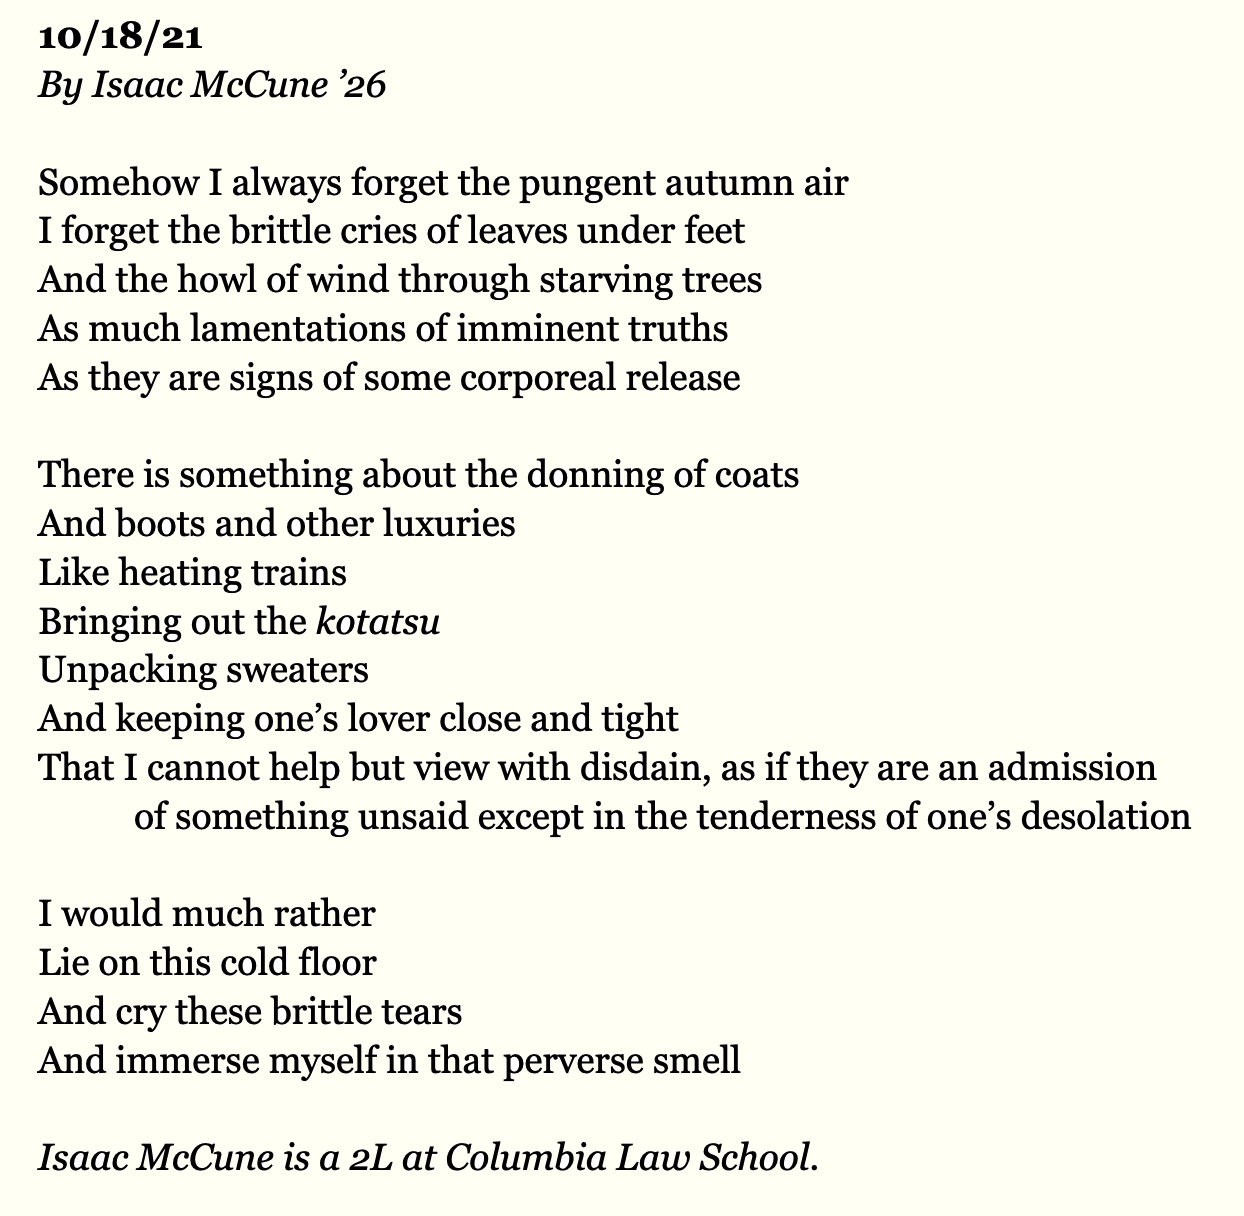 10/18/21
By Isaac McCune ’26
Somehow I always forget the pungent autumn air
I forget the brittle cries of leaves under feet
And the howl of wind through starving trees
As much lamentations of imminent truths
As they are signs of some corporeal release
There is something about the donning of coats
And boots and other luxuries
Like heating trains
Bringing out the kotatsu
Unpacking sweaters
And keeping one’s lover close and tight
That I cannot help but view with disdain, as if they are an admission
of something unsaid except in the tenderness of one’s desolation
I would much rather
Lie on this cold floor
And cry these brittle tears
And immerse myself in that perverse smell
Isaac McCune is a 2L at Columbia Law School.